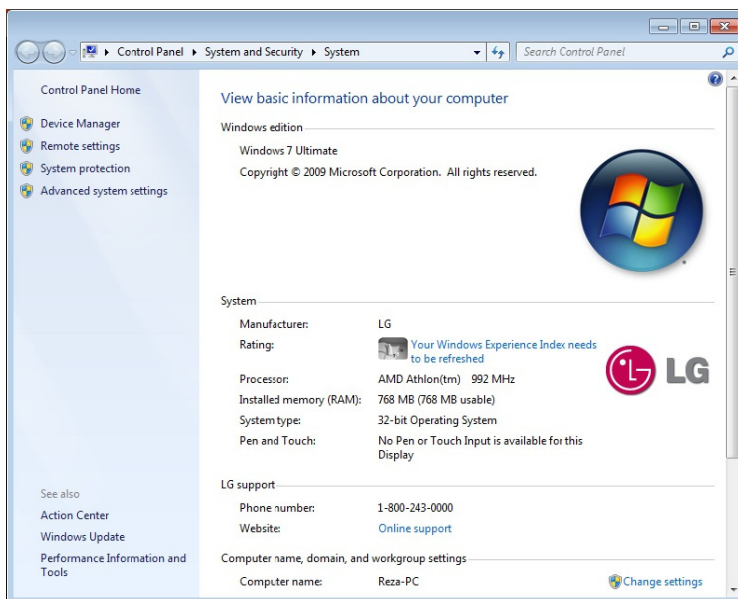 Control Panel ▸ System and Security ▸ System
Search Control Panel
Control Panel Home
Device Manager
Remote settings
System protection
Advanced system settings
See also
Action Center
Windows Update
Performance Information and
Tools
View basic information about your computer
Windows edition
Windows 7 Ultimate
Copyright © 2009 Microsoft Corporation.  All rights reserved.
System
Manufacturer: LG
Rating: Your Windows Experience Index needs
to be refreshed
Processor: AMD Athlon(tm)   992 MHz
Installed memory (RAM): 768 MB (768 MB usable)
System type: 32-bit Operating System
Pen and Touch: No Pen or Touch Input is available for this
Display
LG
LG support
Phone number: 1-800-243-0000
Website: Online support
Computer name, domain, and workgroup settings
Computer name: Reza-PC
Change settings